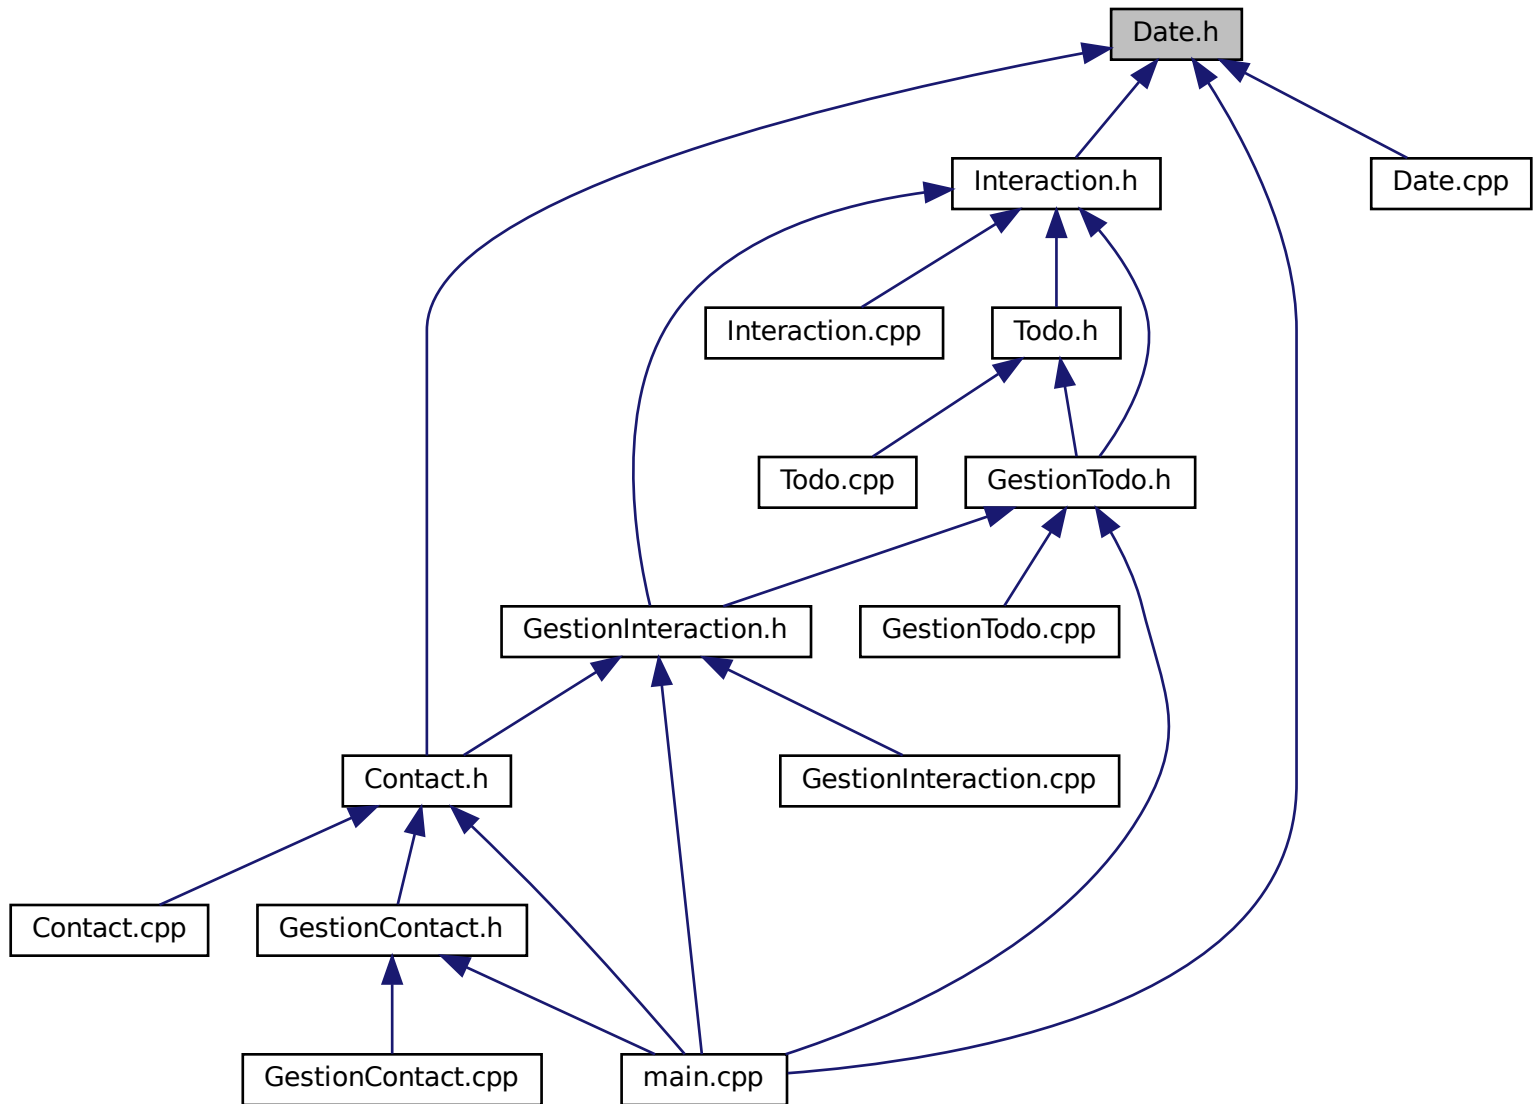 Date.h
Interaction.h
Date.cpp
Interaction.cpp
Todo.h
Todo.cpp
GestionTodo.h
GestionInteraction.h
GestionTodo.cpp
Contact.h
GestionInteraction.cpp
Contact.cpp
GestionContact.h
GestionContact.cpp
main.cpp